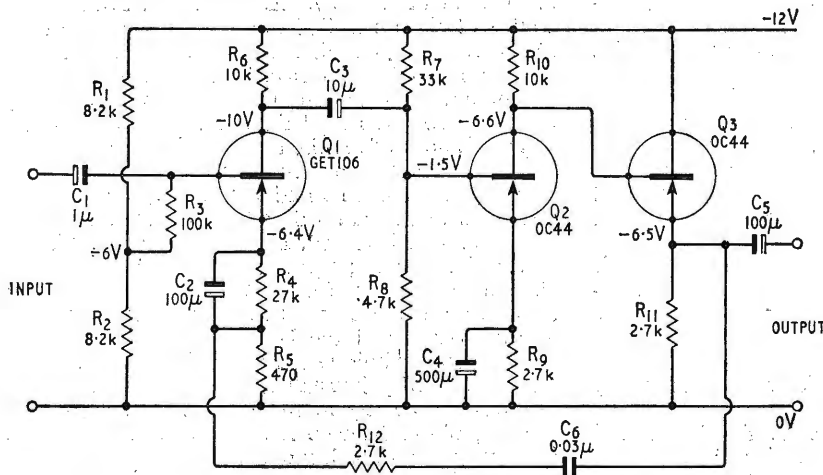 -12V
R6
10k
C3
10μ
R7
33k
R10
10k
R1
8.2k
-10V
Q1
GET106
-6.6V
Q3
OC44
-1.5V
C1
1μ
R3
100k
Q2
OC44
C5
100μ
-6.4V
-6.5V
-6V
INPUT
C2
100μ
R4
27k
R8
4.7k
R11
2.7k
OUTPUT
R2
8.2k
R5
470
C4
500μ
R9
2.7k
0V
R12
2.7k
C6
0.03μ